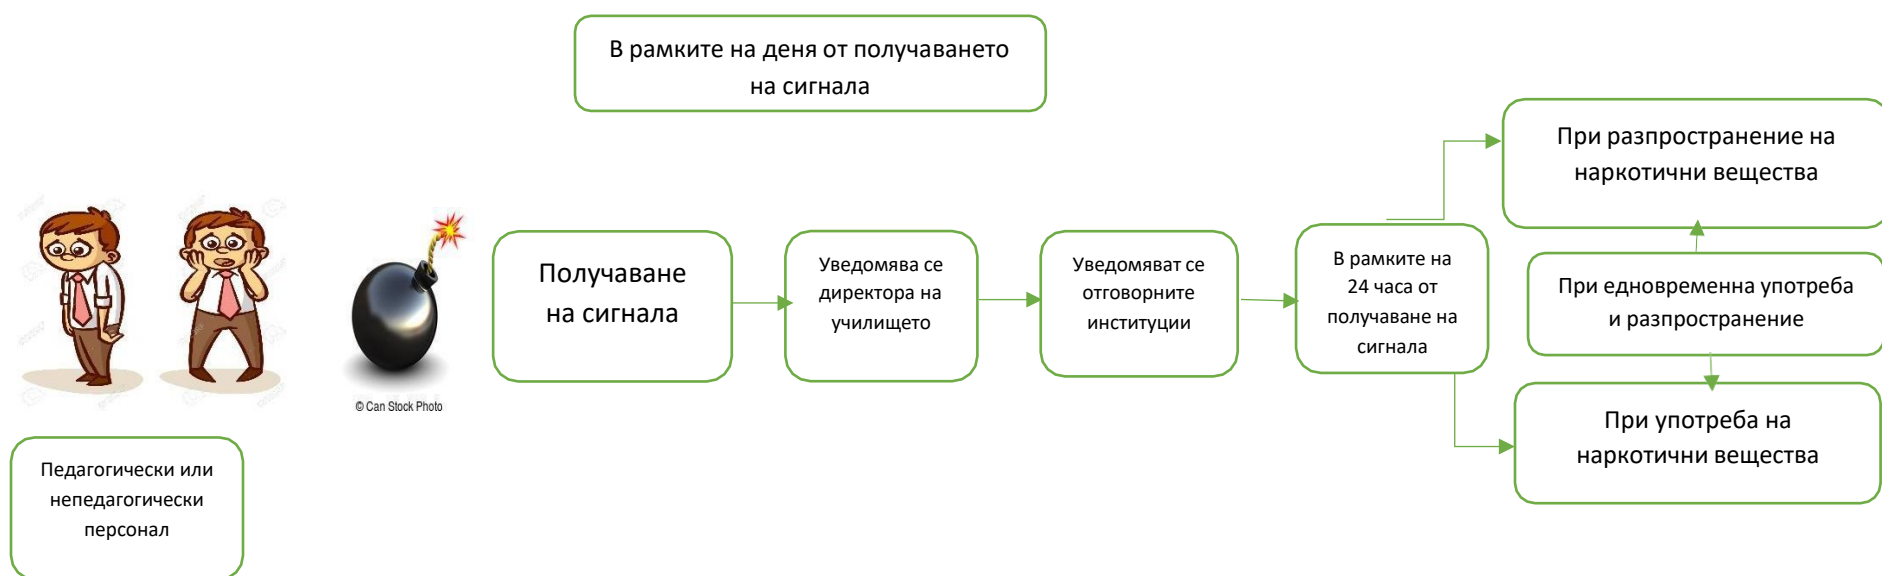 В рамките на деня от получаването
на сигнала
При разпространение на
наркотични вещества
Получаване
на сигнала
Уведомява се
директора на
училището
Уведомяват се
отговорните
институции
В рамките на
24 часа от
получаване на
сигнала
При едновременна употреба
и разпространение
При употреба на
наркотични вещества
© Can Stock Photo
Педагогически или
непедагогически
персонал